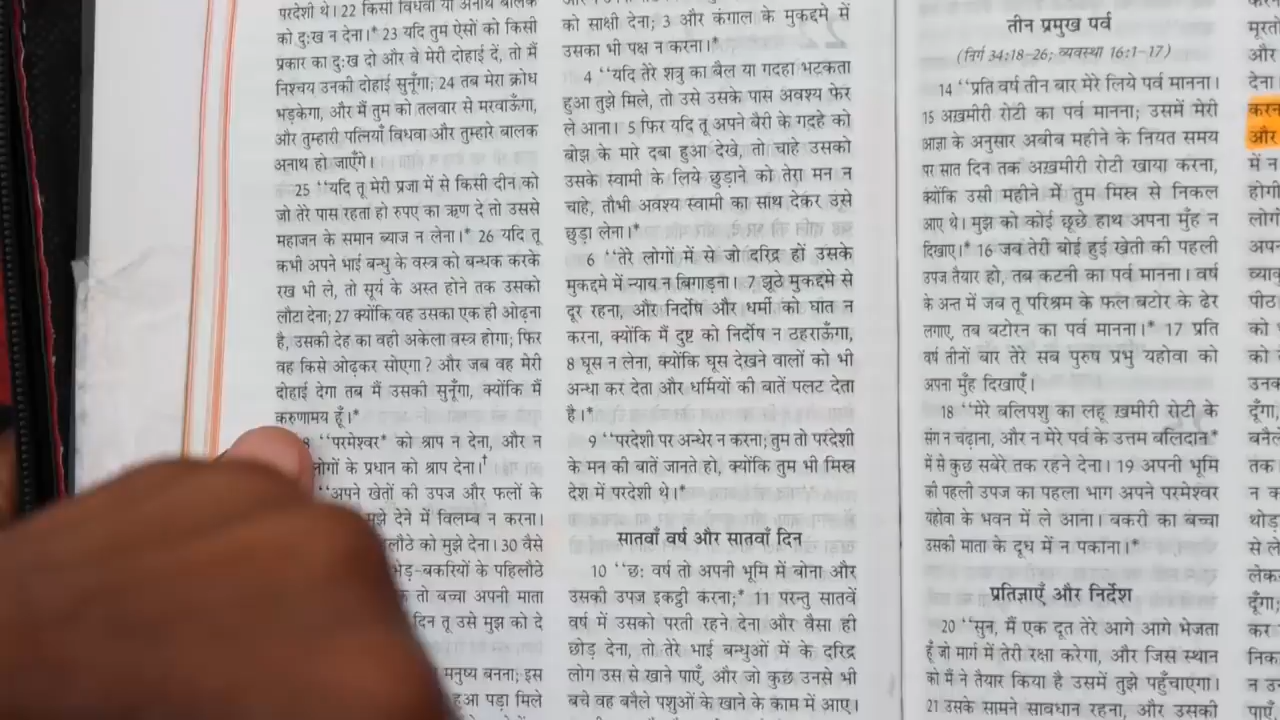 परदेशी थे। 22 किसी विधवा या अनाथ बालक
को दुःख न देना।* 23 यदि तुम ऐसों को किसी
प्रकार का दुःख दो और वे मेरी दोहाई दें, तो मैं
निश्चय उनकी दोहाई सुनूँगा; 24 तब मेरा क्रोध
भड़केगा, और मैं तुम को तलवार से मरवाऊँगा,
और तुम्हारी पत्नियाँ विधवा और तुम्हारे बालक
अनाथ हो जाएँगे।
25 “यदि तू मेरी प्रजा में से किसी दीन को
जो तेरे पास रहता हो रुपए का ऋण दे तो उससे
महाजन के समान ब्याज न लेना।* 26 यदि तू
कभी अपने भाई बन्धु के वस्त्र को बन्धक करके
रख भी ले, तो सूर्य के अस्त होने तक उसको
लौटा देना; 27 क्योंकि वह उसका एक ही ओढ़ना
है, उसकी देह का वही अकेला वस्त्र होगा; फिर
वह किसे ओढ़कर सोएगा? और जब वह मेरी
दोहाई देगा तब मैं उसकी सुनूँगा, क्योंकि मैं
करुणामय हूँ।*
8 “परमेश्वर* को श्राप न देना, और न
लोगों के प्रधान को श्राप देना।†
“अपने खेतों की उपज और फलों के
मुझे देने में विलम्ब न करना।
को मुझे देना। 30 वैसे
भेड़-बकरियों के पहिलौठे
तो बच्चा अपनी माता
दिन तू उसे मुझ को दे
मनुष्य बनना; इस
हुआ पड़ा मिले
को साक्षी देना; 3 और कंगाल के मुक़द्दमे में
उसका भी पक्ष न करना।*
4 “यदि तेरे शत्रु का बैल या गदहा भटकता
हुआ तुझे मिले, तो उसे उसके पास अवश्य फेर
ले आना। 5 फिर यदि तू अपने बैरी के गदहे को
बोझ के मारे दबा हुआ देखे, तो चाहे उसको
उसके स्वामी के लिये छुड़ाने को तेरा मन न
चाहे, तौभी अवश्य स्वामी का साथ देकर उसे
छुड़ा लेना।*
6 “तेरे लोगों में से जो दरिद्र हों उसके
मुक़द्दमे में न्याय न बिगाड़ना। 7 झूठे मुक़द्दमे से
दूर रहना, और निर्दोष और धर्मी को घात न
करना, क्योंकि मैं दुष्ट को निर्दोष न ठहराऊँगा,
8 घूस न लेना, क्योंकि घूस देखने वालों को भी
अन्धा कर देता और धर्मियों की बातें पलट देता
है।*
9 “परदेशी पर अन्धेर न करना; तुम तो परदेशी
के मन की बातें जानते हो, क्योंकि तुम भी मिस्र
देश में परदेशी थे।*
सातवाँ वर्ष और सातवाँ दिन
10 “छः वर्ष तो अपनी भूमि में बोना और
उसकी उपज इकट्ठी करना;* 11 परन्तु सातवें
वर्ष में उसको परती रहने देना और वैसा ही
छोड़ देना, तो तेरे भाई बन्धुओं में के दरिद्र
लोग उस से खाने पाएँ, और जो कुछ उनसे भी
बचे वह बनैले पशुओं के खाने के काम में आए।
तीन प्रमुख पर्व
(निर्ग 34:18-26; व्यवस्था 16:1-17)
14 “प्रति वर्ष तीन बार मेरे लिये पर्व मानना।
15 अख़मीरी रोटी का पर्व मानना; उसमें मेरी
आज्ञा के अनुसार अबीब महीने के नियत समय
पर सात दिन तक अख़मीरी रोटी खाया करना,
क्योंकि उसी महीने में तुम मिस्र से निकल
आए थे। मुझ को कोई छूछे हाथ अपना मुँह न
दिखाए।* 16 जब तेरी बोई हुई खेती की पहली
उपज तैयार हो, तब कटनी का पर्व मानना। वर्ष
के अन्त में जब तू परिश्रम के फल बटोर के ढेर
लगाए, तब बटोरन का पर्व मानना।* 17 प्रति
वर्ष तीनों बार तेरे सब पुरुष प्रभु यहोवा को
अपना मुँह दिखाएँ।
18 “मेरे बलिपशु का लहू ख़मीरी रोटी के
संग न चढ़ाना, और न मेरे पर्व के उत्तम बलिदान*
में से कुछ सबेरे तक रहने देना। 19 अपनी भूमि
की पहली उपज का पहला भाग अपने परमेश्वर
यहोवा के भवन में ले आना। बकरी का बच्चा
उसकी माता के दूध में न पकाना।*
प्रतिज्ञाएँ और निर्देश
20 “सुन, मैं एक दूत तेरे आगे आगे भेजता
हूँ जो मार्ग में तेरी रक्षा करेगा, और जिस स्थान
को मैं ने तैयार किया है उसमें तुझे पहुँचाएगा।
21 उसके सामने सावधान रहना, और उसकी
और
देना
करन
और
में न
होगी
लोगों
अपन
को
तक
से ले
लेक
दूँगा,
कर
न उ
पाएँ